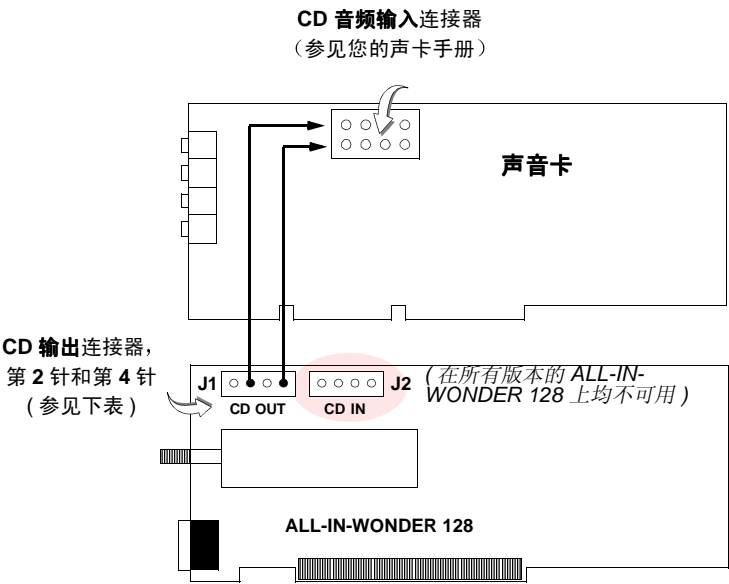 CD 音频输入连接器
（参见您的声卡手册）
声音卡
CD 输出连接器，
第 2 针和第 4 针
( 参见下表 )
J1
J2
( 在所有版本的 ALL-IN-
WONDER 128 上均不可用 )
CD OUT
CD IN
ALL-IN-WONDER 128